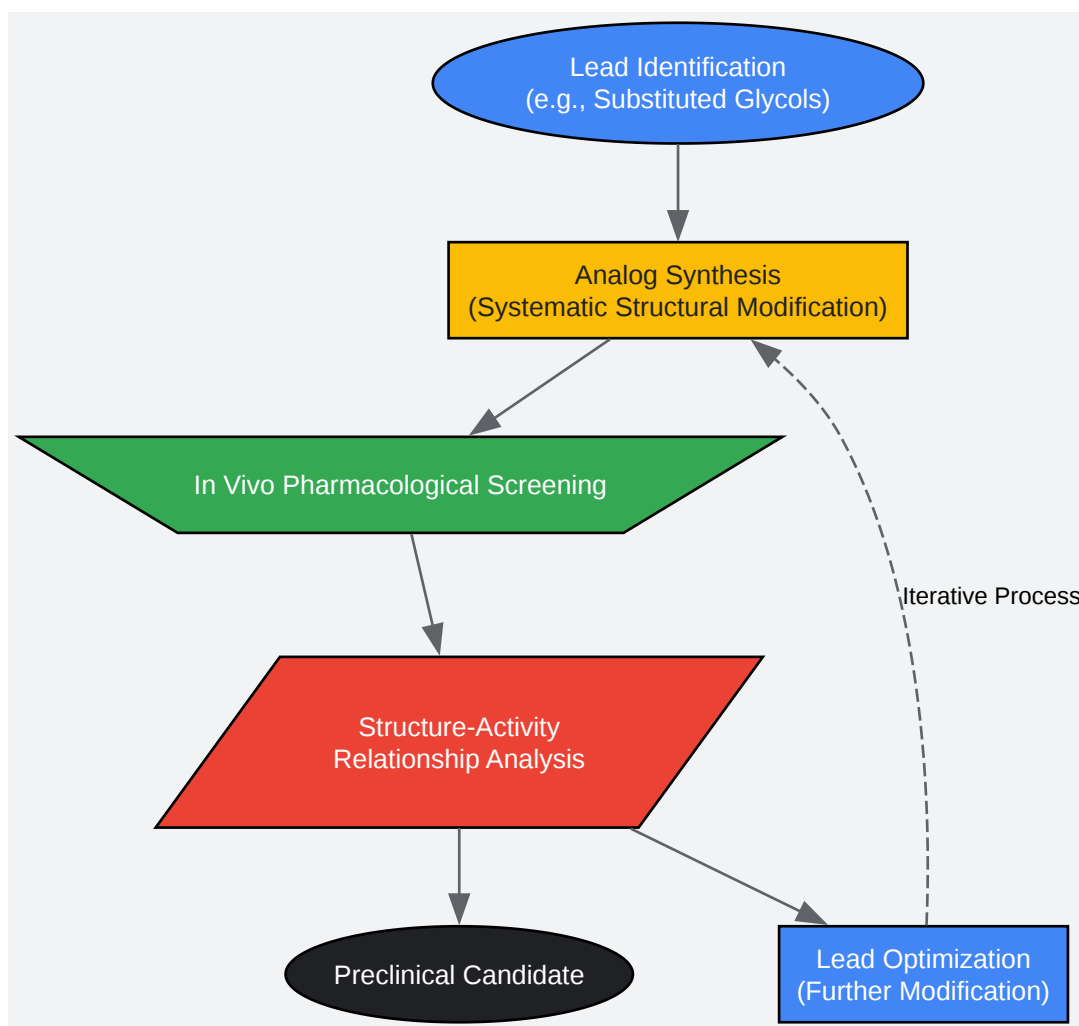 Lead Identification
(e.g., Substituted Glycols)
Analog Synthesis
(Systematic Structural Modification)
In Vivo Pharmacological Screening
Iterative Process
Structure-Activity
Relationship Analysis
Preclinical Candidate
Lead Optimization
(Further Modification)